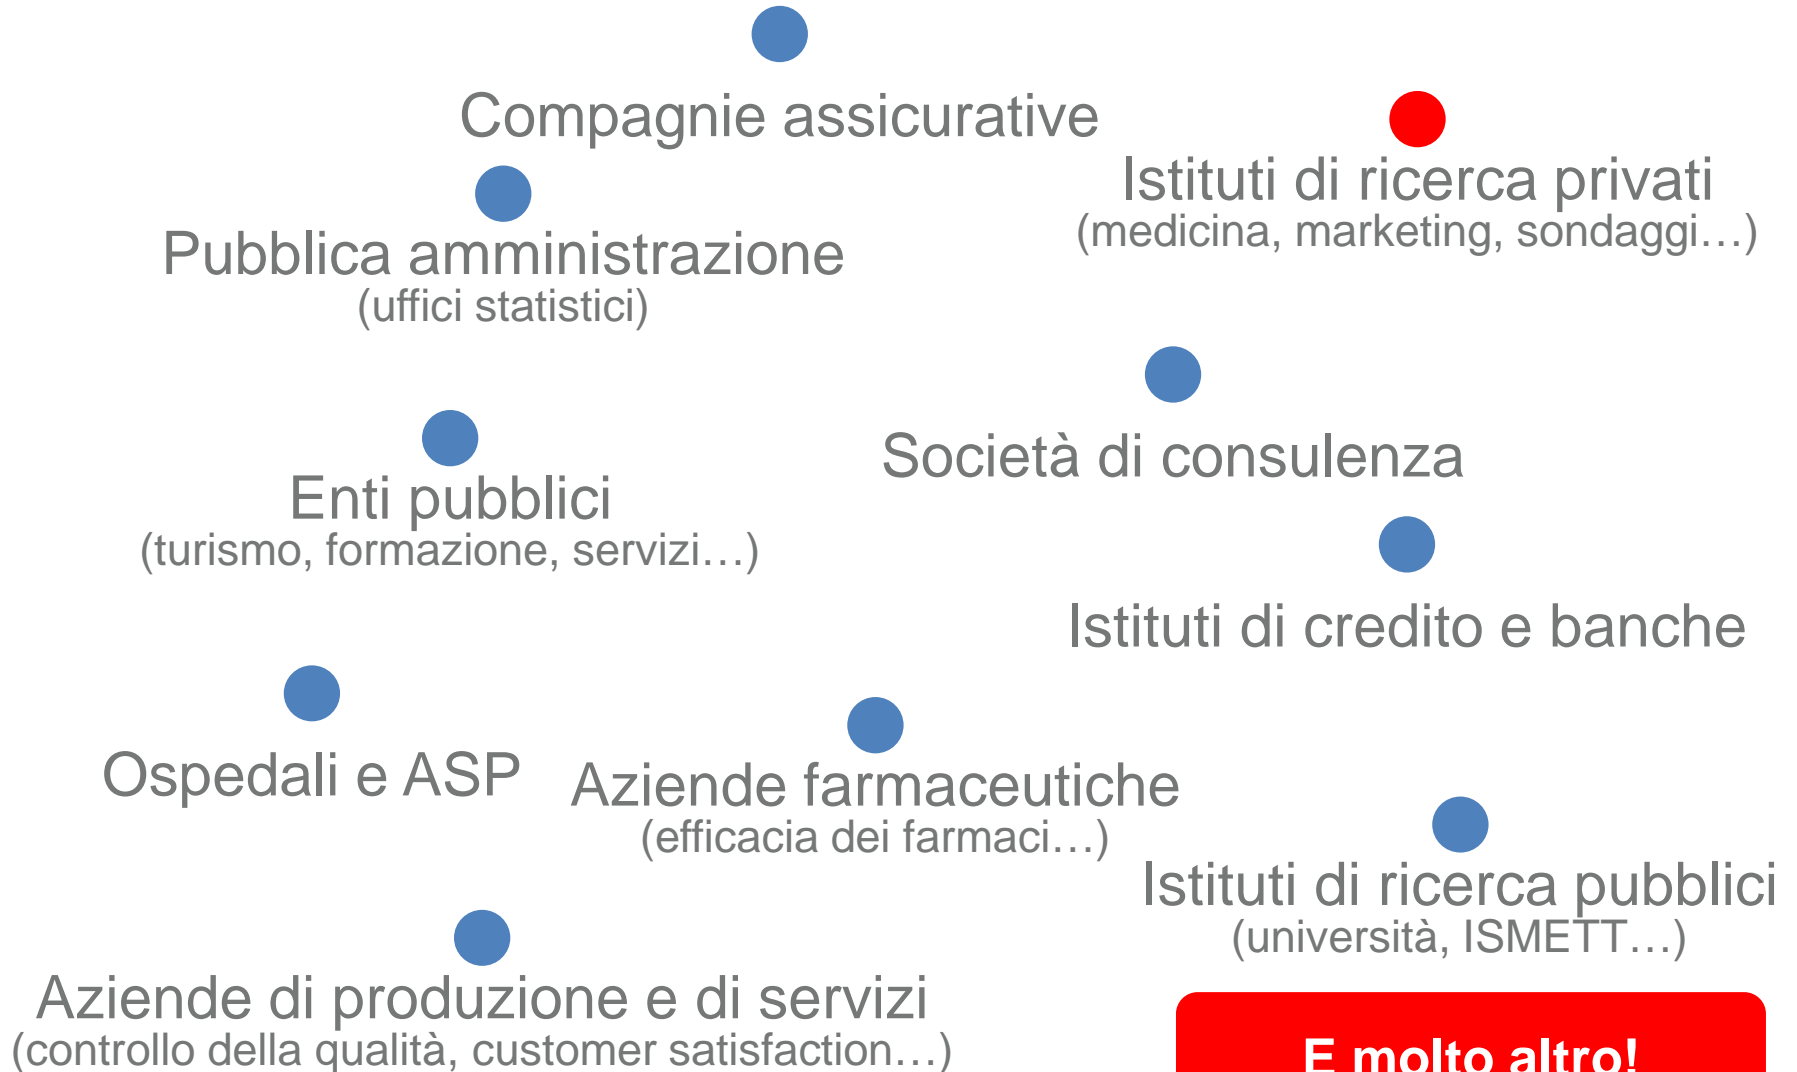 Compagnie assicurative
Istituti di ricerca privati
(medicina, marketing, sondaggi…)
Pubblica amministrazione
(uffici statistici)
Società di consulenza
Enti pubblici
(turismo, formazione, servizi…)
Istituti di credito e banche
Ospedali e ASP
Aziende farmaceutiche
(efficacia dei farmaci…)
Istituti di ricerca pubblici
(università, ISMETT…)
Aziende di produzione e di servizi
(controllo della qualità, customer satisfaction…)
E molto altro!